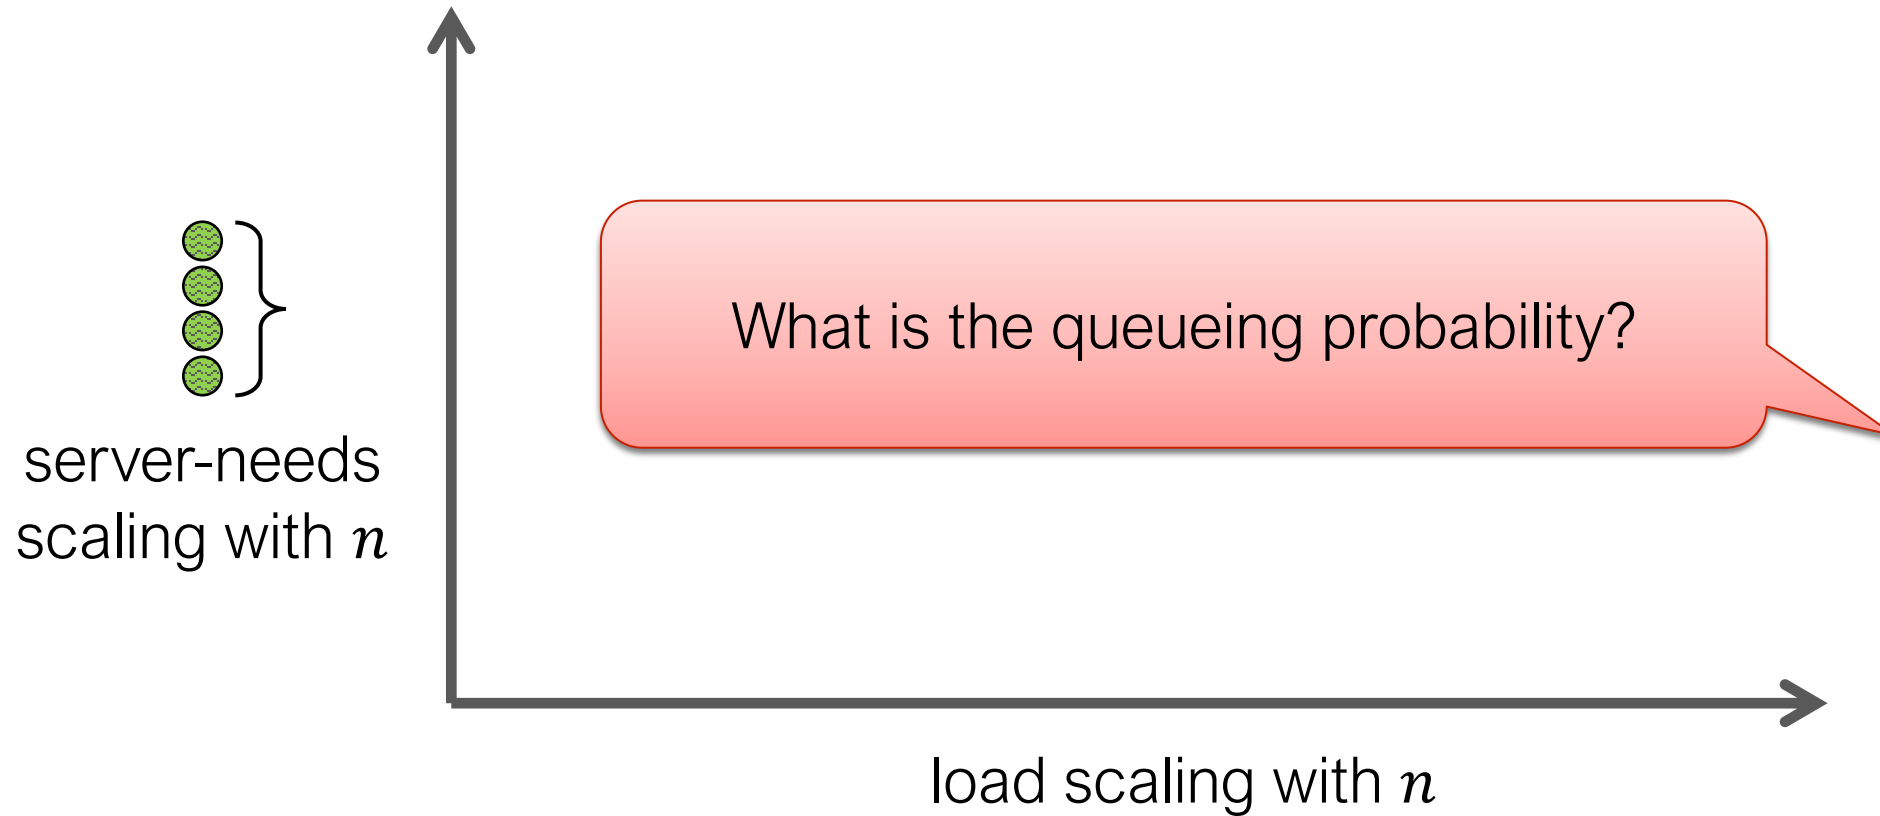 What is the queueing probability?
server-needs
scaling with n
load scaling with n